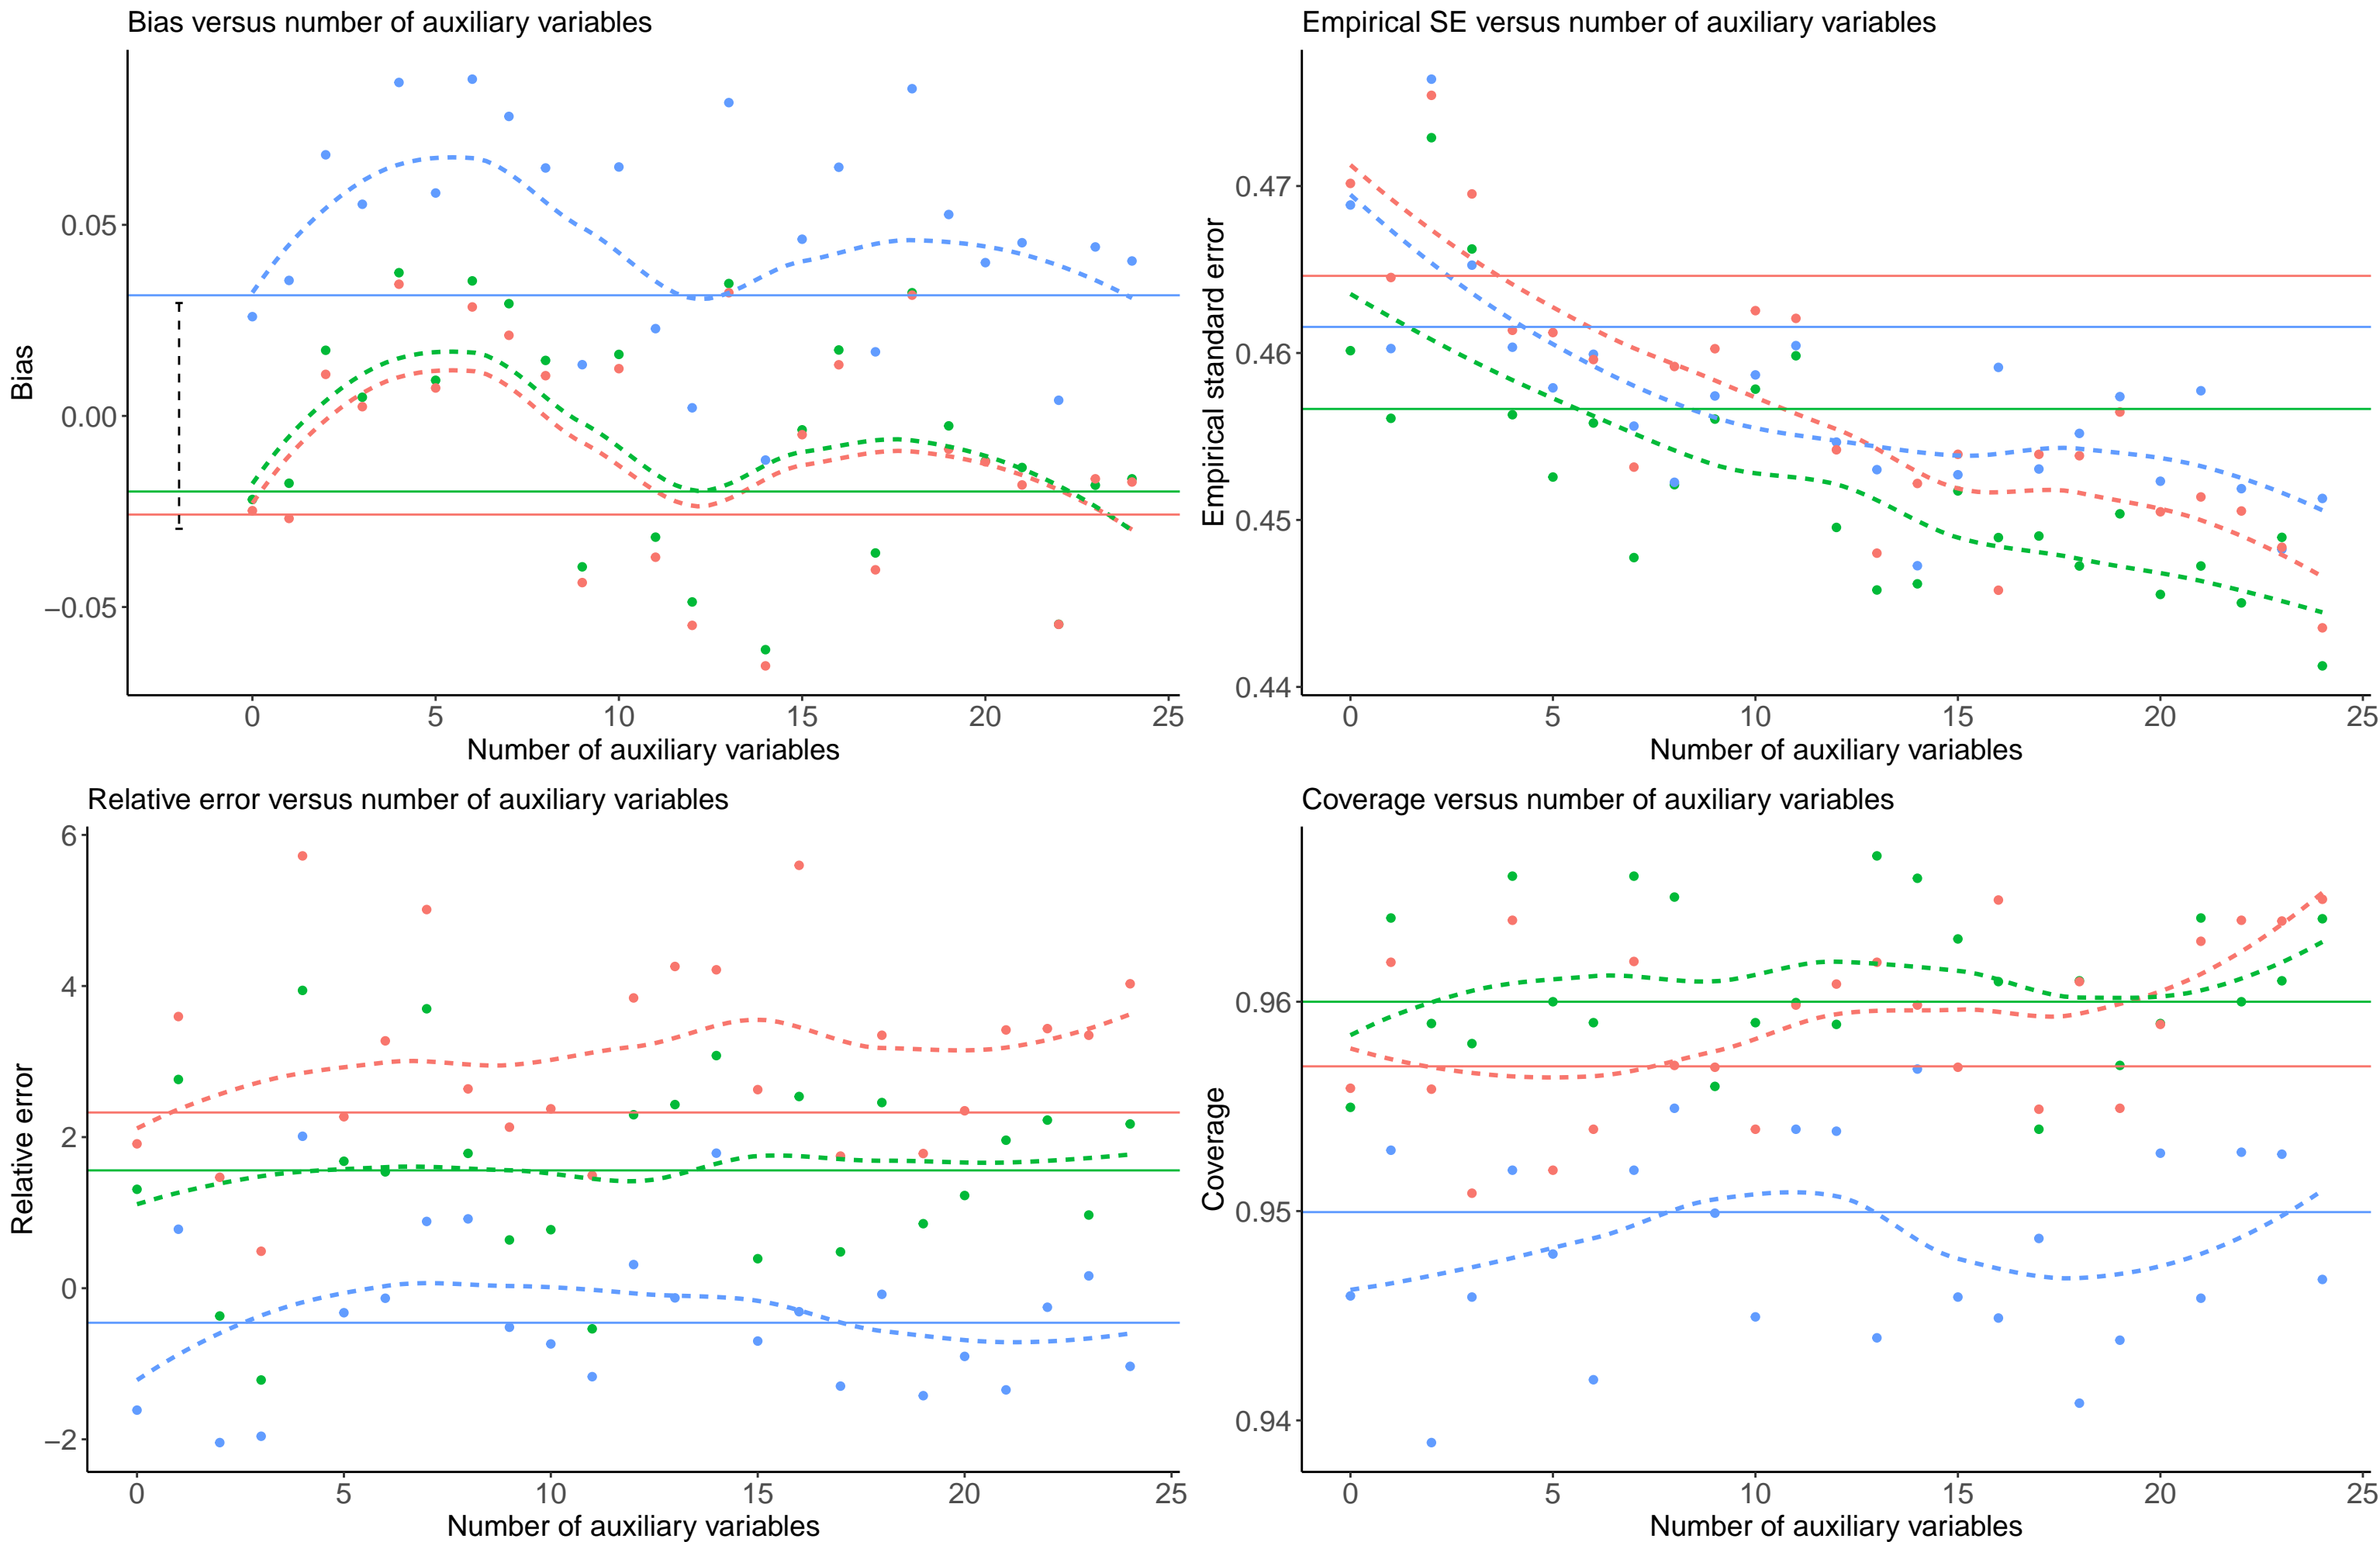 Bias versus number of auxiliary variables
Bias
0.05
0.00
−0.05
0 5 10 15 20 25
Number of auxiliary variables
Empirical SE versus number of auxiliary variables
Empirical standard error
0.47
0.46
0.45
0.44
0 5 10 15 20 25
Number of auxiliary variables
Relative error versus number of auxiliary variables
Relative error
6
4
2
0
−2
0 5 10 15 20 25
Number of auxiliary variables
Coverage versus number of auxiliary variables
Coverage
0.96
0.95
0.94
0 5 10 15 20 25
Number of auxiliary variables